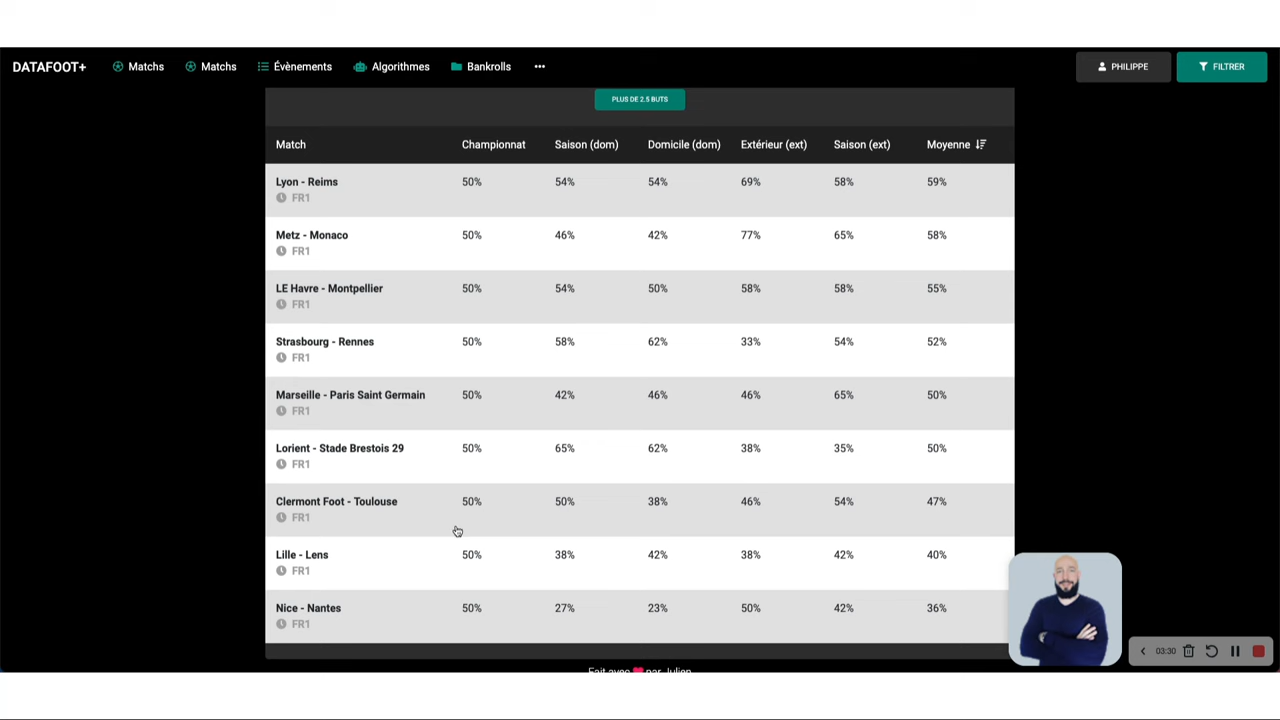 DATAFOOT+ Matchs Matchs Évènements Algorithmes Bankrolls ••• PHILIPPE FILTRER
PLUS DE 2.5 BUTS
Match Championnat Saison (dom) Domicile (dom) Extérieur (ext) Saison (ext) Moyenne
Lyon - Reims 50% 54% 54% 69% 58% 59%
FR1
Metz - Monaco 50% 46% 42% 77% 65% 58%
FR1
LE Havre - Montpellier 50% 54% 50% 58% 58% 55%
FR1
Strasbourg - Rennes 50% 58% 62% 33% 54% 52%
FR1
Marseille - Paris Saint Germain 50% 42% 46% 46% 65% 50%
FR1
Lorient - Stade Brestois 29 50% 65% 62% 38% 35% 50%
FR1
Clermont Foot - Toulouse 50% 50% 38% 46% 54% 47%
FR1
Lille - Lens 50% 38% 42% 38% 42% 40%
FR1
Nice - Nantes 50% 27% 23% 50% 42% 36%
FR1
03:30
Fait avec ❤ par Julien